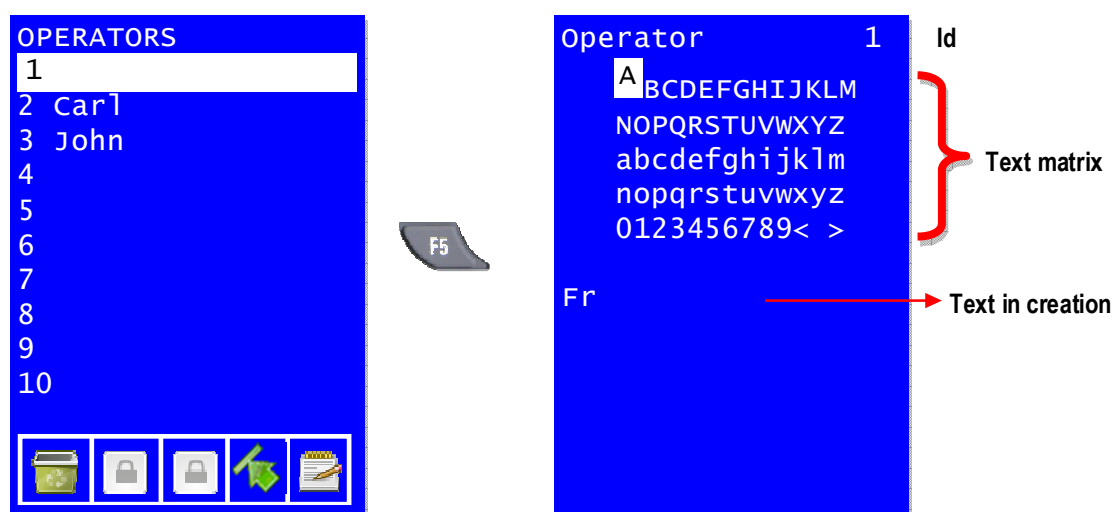 OPERATORS
1
2 Carl
3 John
4
5
6
7
8
9
10
F5
Operator 1
ABCDEFGHIJKLM
NOPQRSTUVWXYZ
abcdefghijklm
nopqrstuvwxyz
0123456789< >
Fr
Id
Text matrix
Text in creation